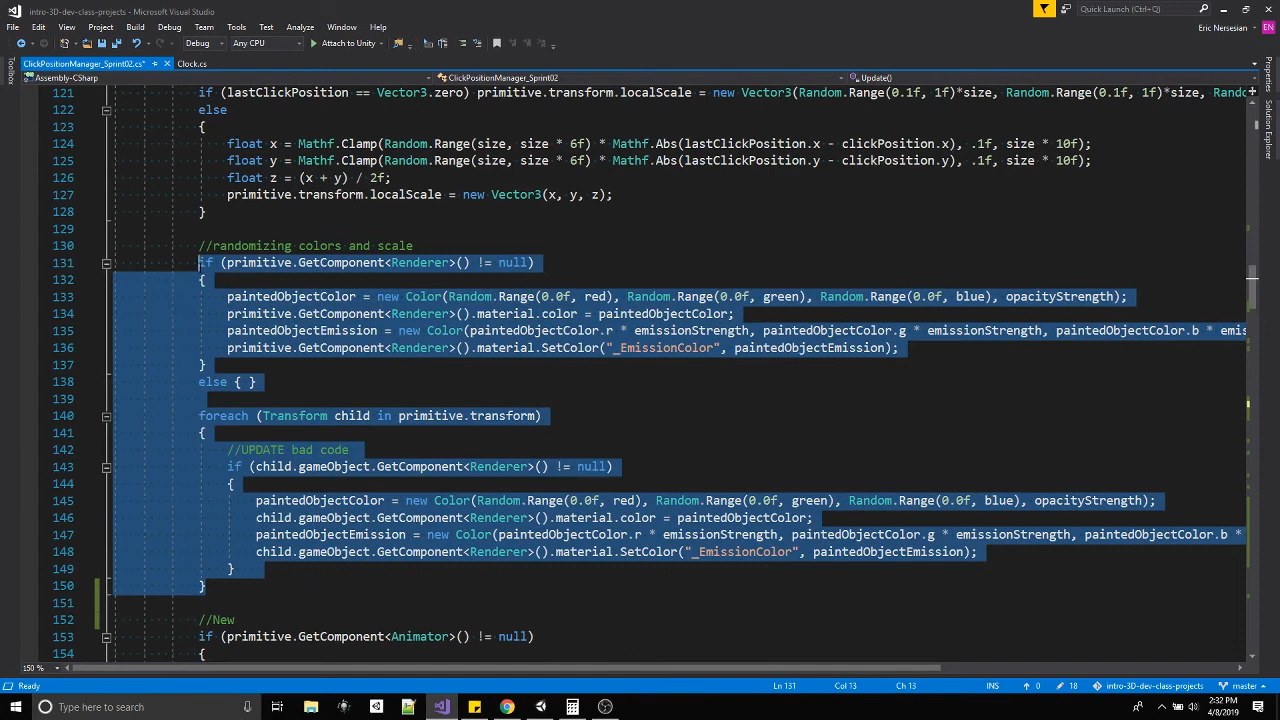 intro-3D-dev-class-projects - Microsoft Visual Studio
Quick Launch (Ctrl+Q)
File Edit View Project Build Debug Team Tools Test Analyze Window Help
Eric Nersesian EN
Debug Any CPU Attach to Unity
ClickPositionManager_Sprint02.cs* Clock.cs
Assembly-CSharp ClickPositionManager_Sprint02 Update()
Toolbox
Properties
Solution Explorer
121 if (lastClickPosition == Vector3.zero) primitive.transform.localScale = new Vector3(Random.Range(0.1f, 1f)*size, Random.Range(0.1f, 1f)*size, Rando
122 else
123 {
124 float x = Mathf.Clamp(Random.Range(size, size * 6f) * Mathf.Abs(lastClickPosition.x - clickPosition.x), .1f, size * 10f);
125 float y = Mathf.Clamp(Random.Range(size, size * 6f) * Mathf.Abs(lastClickPosition.y - clickPosition.y), .1f, size * 10f);
126 float z = (x + y) / 2f;
127 primitive.transform.localScale = new Vector3(x, y, z);
128 }
129
130 //randomizing colors and scale
131 if (primitive.GetComponent<Renderer>() != null)
132 {
133 paintedObjectColor = new Color(Random.Range(0.0f, red), Random.Range(0.0f, green), Random.Range(0.0f, blue), opacityStrength);
134 primitive.GetComponent<Renderer>().material.color = paintedObjectColor;
135 paintedObjectEmission = new Color(paintedObjectColor.r * emissionStrength, paintedObjectColor.g * emissionStrength, paintedObjectColor.b * emis
136 primitive.GetComponent<Renderer>().material.SetColor("_EmissionColor", paintedObjectEmission);
137 }
138 else { }
139
140 foreach (Transform child in primitive.transform)
141 {
142 //UPDATE bad code
143 if (child.gameObject.GetComponent<Renderer>() != null)
144 {
145 paintedObjectColor = new Color(Random.Range(0.0f, red), Random.Range(0.0f, green), Random.Range(0.0f, blue), opacityStrength);
146 child.gameObject.GetComponent<Renderer>().material.color = paintedObjectColor;
147 paintedObjectEmission = new Color(paintedObjectColor.r * emissionStrength, paintedObjectColor.g * emissionStrength, paintedObjectColor.b *
148 child.gameObject.GetComponent<Renderer>().material.SetColor("_EmissionColor", paintedObjectEmission);
149 }
150 }
151
152 //New
153 if (primitive.GetComponent<Animator>() != null)
154 {
150 %
Ready Ln 131 Col 13 Ch 13 INS 0 18 intro-3D-dev-class-projects master
Type here to search
2:32 PM
4/8/2019